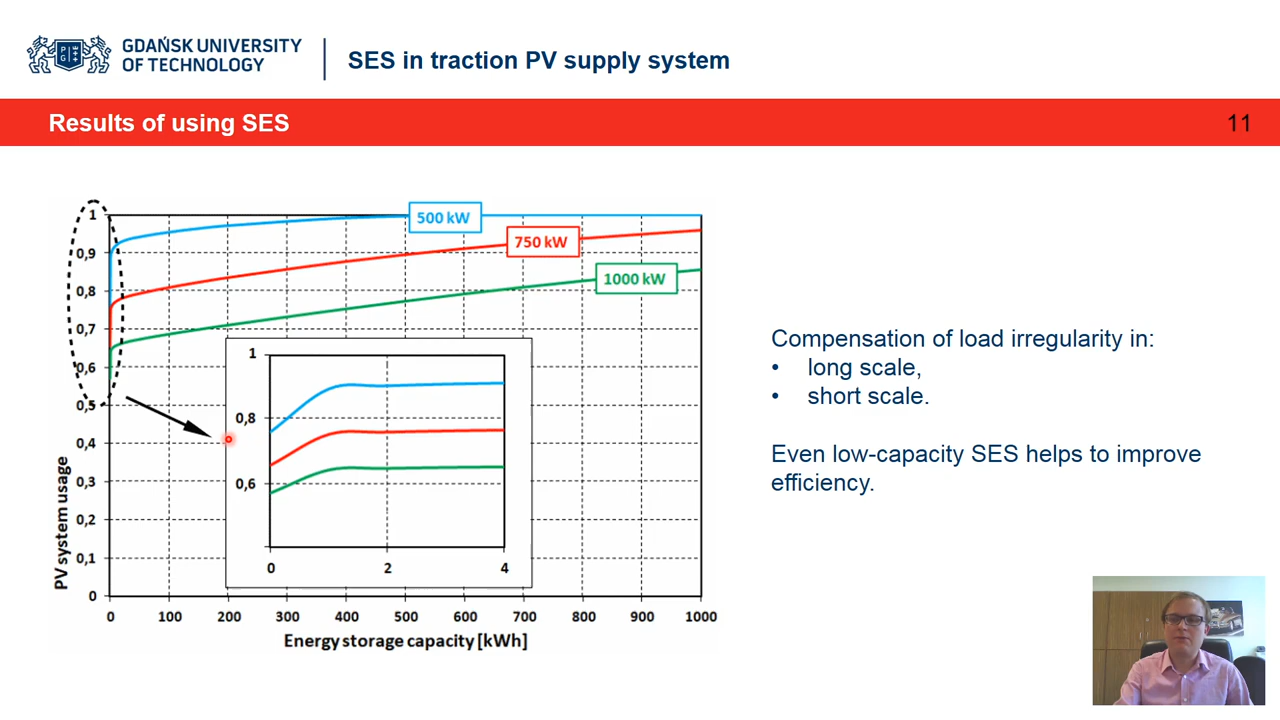 GDAŃSK UNIVERSITY
OF TECHNOLOGY
SES in traction PV supply system
Results of using SES
11
1
0,9
0,8
0,7
0,6
0,5
0,4
0,3
0,2
0,1
0
PV system usage
500 kW
750 kW
1000 kW
1
0,8
0,6
0
2
4
0
100
200
300
400
500
600
700
800
900
1000
Energy storage capacity [kWh]
Compensation of load irregularity in:
• long scale,
• short scale.
Even low-capacity SES helps to improve
efficiency.